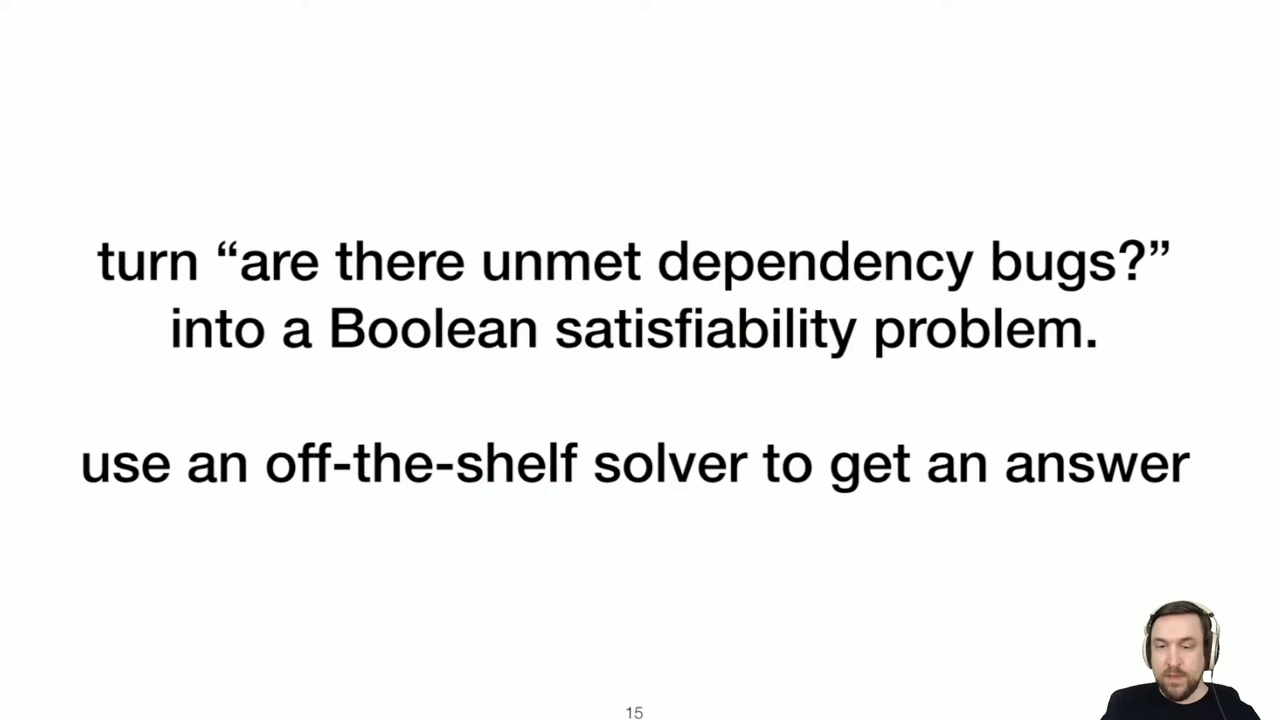 turn “are there unmet dependency bugs?”
into a Boolean satisfiability problem.
use an off-the-shelf solver to get an answer
15